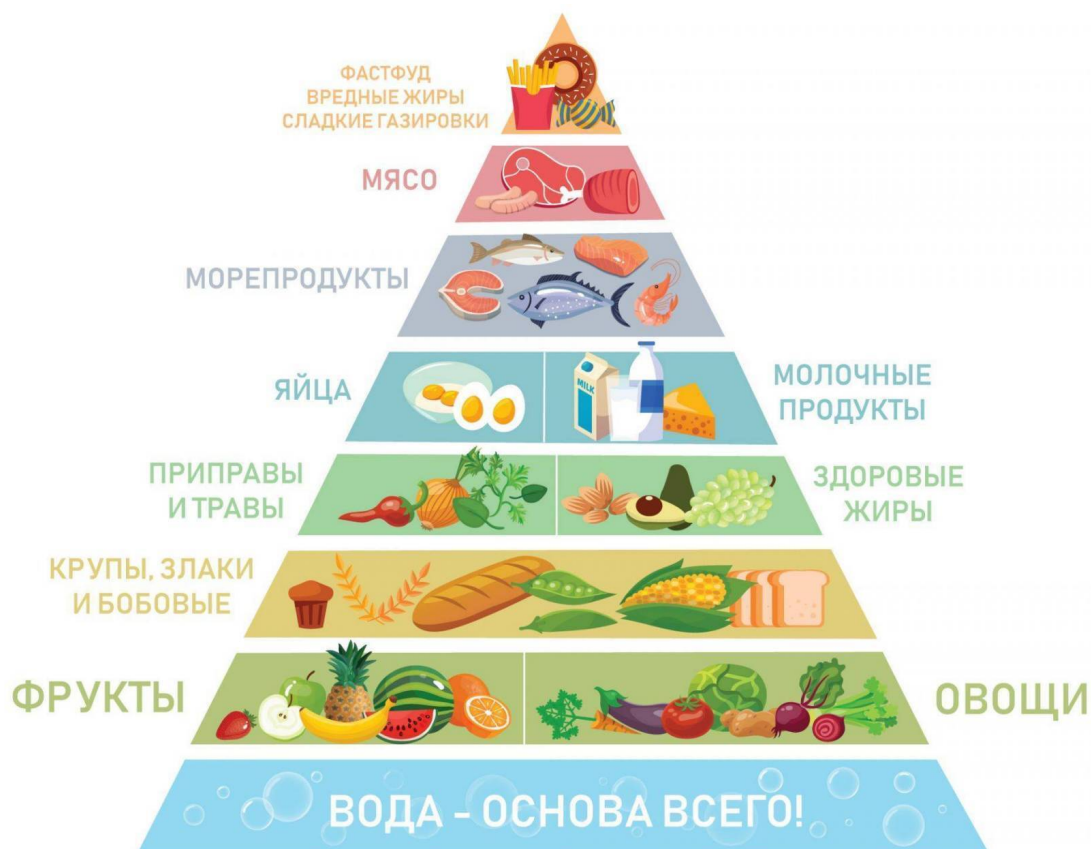 ФАСТФУД
ВРЕДНЫЕ ЖИРЫ
СЛАДКИЕ ГАЗИРОВКИ
МЯСО
МОРЕПРОДУКТЫ
ЯЙЦА
MILK
МОЛОЧНЫЕ
ПРОДУКТЫ
ПРИПРАВЫ
И ТРАВЫ
ЗДОРОВЫЕ
ЖИРЫ
КРУПЫ, ЗЛАКИ
И БОБОВЫЕ
ФРУКТЫ
ОВОЩИ
ВОДА - ОСНОВА ВСЕГО!